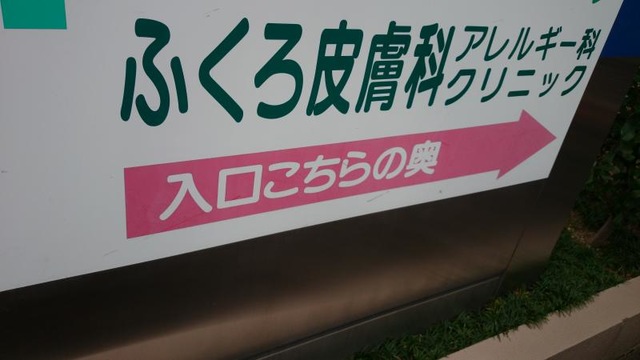 ふくろ皮膚科
アレルギー科
クリニック
入口こちらの奥